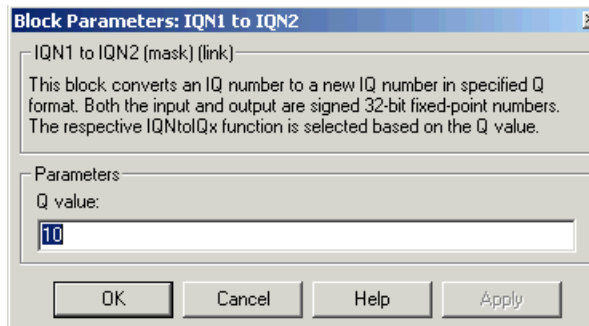 Block Parameters: IQN1 to IQN2
IQN1 to IQN2 (mask) (link)
This block converts an IQ number to a new IQ number in specified Q
format. Both the input and output are signed 32-bit fixed-point numbers.
The respective IQNtoIQx function is selected based on the Q value.
Parameters
Q value:
10
OK Cancel Help Apply